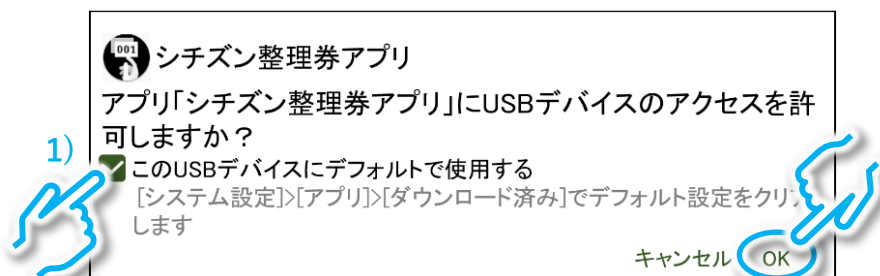 001
シチズン整理券アプリ
アプリ「シチズン整理券アプリ」にUSBデバイスのアクセスを許
可しますか？
1)
このUSBデバイスにデフォルトで使用する
[システム設定]>[アプリ]>[ダウンロード済み]でデフォルト設定をクリア
します
キャンセル
OK